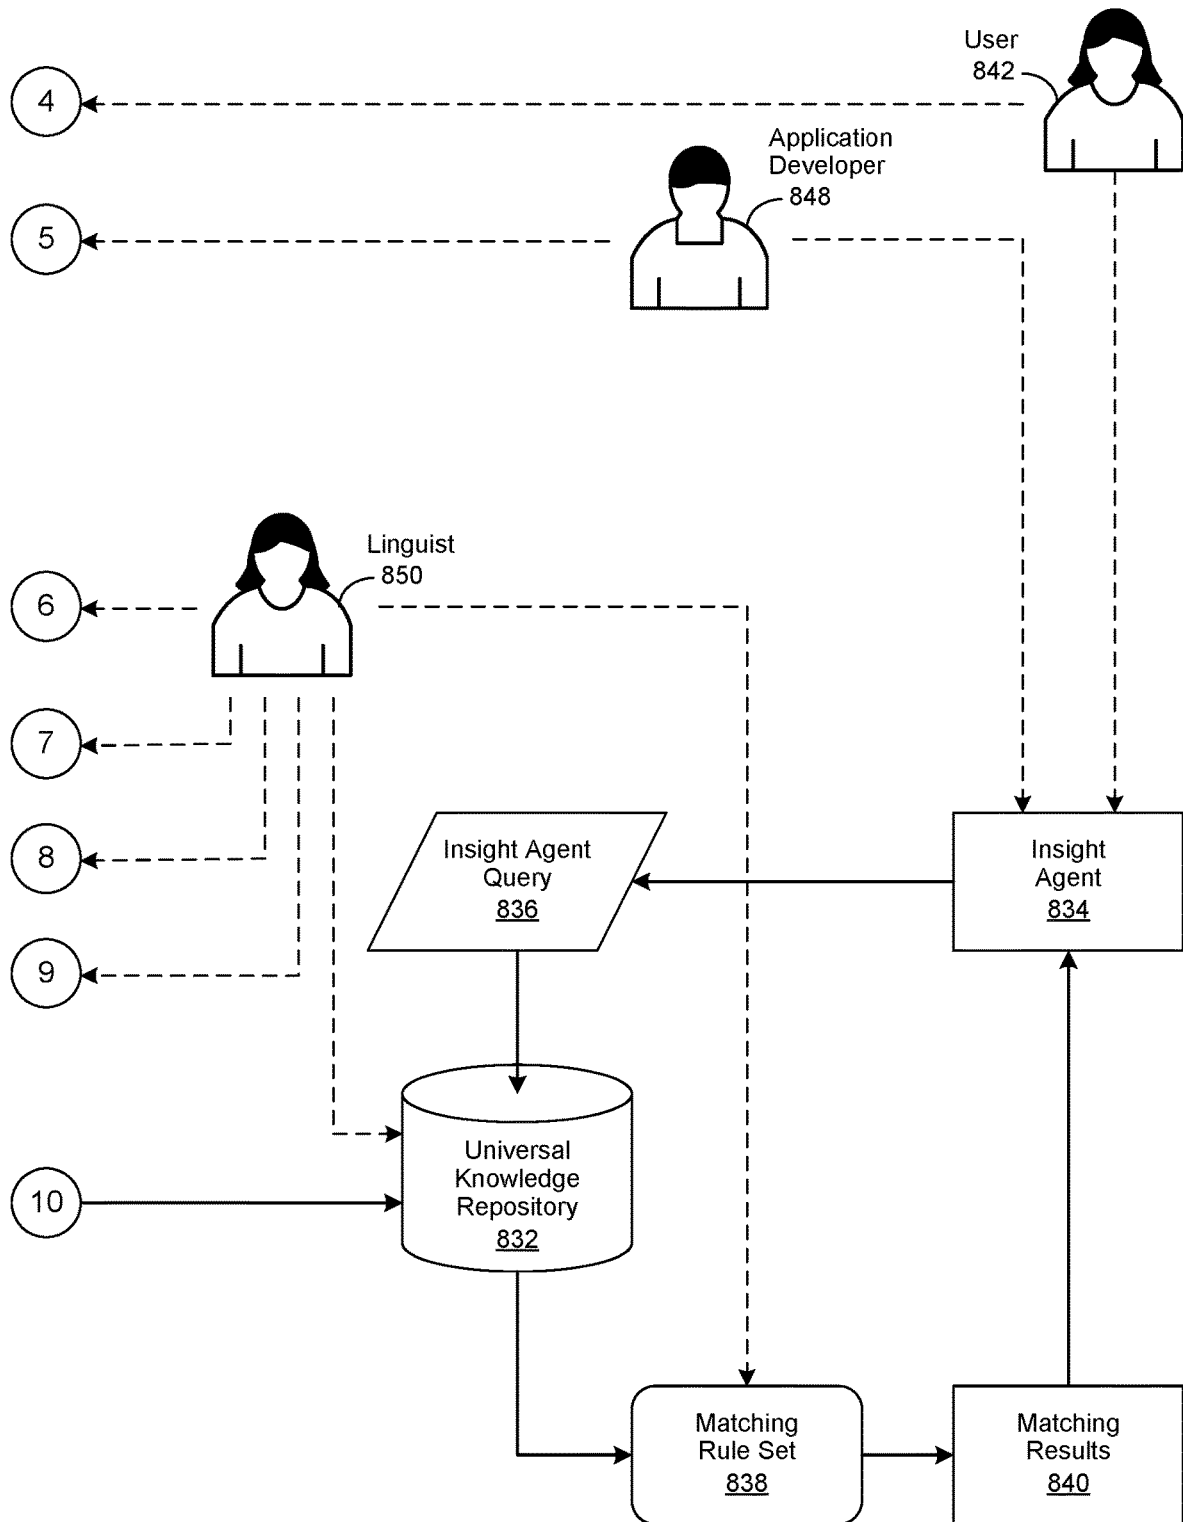 User
842
4
Application
Developer
848
5
Linguist
850
6
7
Insight Agent
Query
836
Insight
Agent
834
8
9
Universal
Knowledge
Repository
832
10
Matching
Rule Set
838
Matching
Results
840